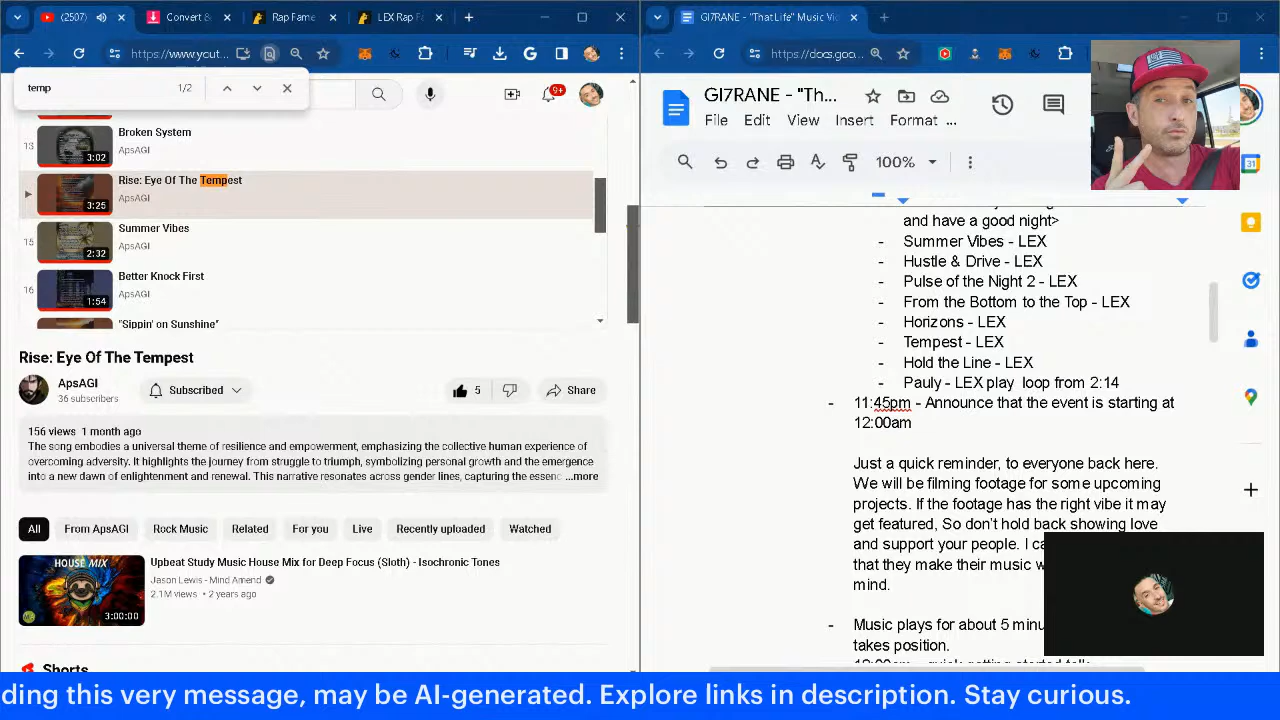 (2507)
Convert &
Rap Fame
LEX Rap F
https://www.yout...
temp
1/2
9+
13
Broken System
ApsAGI
3:02
Rise: Eye Of The Tempest
ApsAGI
3:25
15
Summer Vibes
ApsAGI
2:32
16
Better Knock First
ApsAGI
1:54
"Sippin' on Sunshine"
Rise: Eye Of The Tempest
ApsAGI
36 subscribers
Subscribed
5
Share
156 views 1 month ago
The song embodies a universal theme of resilience and empowerment, emphasizing the collective human experience of
overcoming adversity. It highlights the journey from struggle to triumph, symbolizing personal growth and the emergence
into a new dawn of enlightenment and renewal. This narrative resonates across gender lines, capturing the essenc ...more
All
From ApsAGI
Rock Music
Related
For you
Live
Recently uploaded
Watched
HOUSE MIX
3:00:00
Upbeat Study Music House Mix for Deep Focus (Sloth) - Isochronic Tones
Jason Lewis - Mind Amend
2.1M views • 2 years ago
Shorts
GI7RANE - "That Life" Music Vi
https://docs.goo...
GI7RANE - "Th...
File Edit View Insert Format ...
100%
31
and have a good night>
- Summer Vibes - LEX
- Hustle & Drive - LEX
- Pulse of the Night 2 - LEX
- From the Bottom to the Top - LEX
- Horizons - LEX
- Tempest - LEX
- Hold the Line - LEX
- Pauly - LEX play loop from 2:14
- 11:45pm - Announce that the event is starting at
12:00am
Just a quick reminder, to everyone back here.
We will be filming footage for some upcoming
projects. If the footage has the right vibe it may
get featured, So don't hold back showing love
and support your people. I
that they make their music
mind.
- Music plays for about 5
takes position.
12:00am - quick getting started talk
ding this very message, may be AI-generated. Explore links in description. Stay curious.